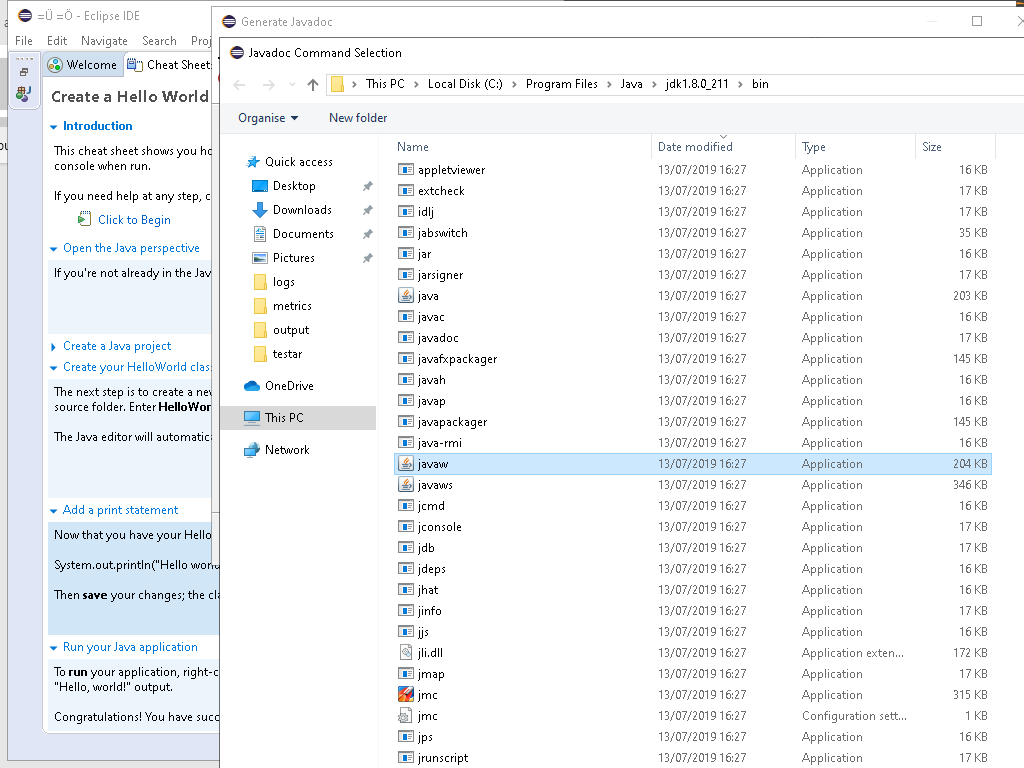 =Ü =Ö - Eclipse IDE
File Edit Navigate Search Proj
Welcome
Cheat Sheets
Create a Hello World
Introduction
This cheat sheet shows you ho
console when run.
If you need help at any step, c
Click to Begin
Open the Java perspective
If you're not already in the Jav
Create a Java project
Create your HelloWorld clas
The next step is to create a nev
source folder. Enter HelloWor
The Java editor will automatica
Add a print statement
Now that you have your Hello
System.out.println("Hello world
Then save your changes; the cla
Run your Java application
To run your application, right-c
"Hello, world!" output.
Congratulations! You have succ
Generate Javadoc
Javadoc Command Selection
This PC > Local Disk (C:) > Program Files > Java > jdk1.8.0_211 > bin
Organise New folder
Quick access
Desktop
Downloads
Documents
Pictures
logs
metrics
output
testar
OneDrive
This PC
Network
Name Date modified Type Size
appletviewer 13/07/2019 16:27 Application 16 KB
extcheck 13/07/2019 16:27 Application 17 KB
idlj 13/07/2019 16:27 Application 17 KB
jabswitch 13/07/2019 16:27 Application 35 KB
jar 13/07/2019 16:27 Application 16 KB
jarsigner 13/07/2019 16:27 Application 17 KB
java 13/07/2019 16:27 Application 203 KB
javac 13/07/2019 16:27 Application 16 KB
javadoc 13/07/2019 16:27 Application 17 KB
javafxpackager 13/07/2019 16:27 Application 145 KB
javah 13/07/2019 16:27 Application 16 KB
javap 13/07/2019 16:27 Application 16 KB
javapackager 13/07/2019 16:27 Application 145 KB
java-rmi 13/07/2019 16:27 Application 16 KB
javaw 13/07/2019 16:27 Application 204 KB
javaws 13/07/2019 16:27 Application 346 KB
jcmd 13/07/2019 16:27 Application 16 KB
jconsole 13/07/2019 16:27 Application 17 KB
jdb 13/07/2019 16:27 Application 17 KB
jdeps 13/07/2019 16:27 Application 16 KB
jhat 13/07/2019 16:27 Application 16 KB
jinfo 13/07/2019 16:27 Application 17 KB
jjs 13/07/2019 16:27 Application 16 KB
jli.dll 13/07/2019 16:27 Application exten... 172 KB
jmap 13/07/2019 16:27 Application 17 KB
jmc 13/07/2019 16:27 Application 315 KB
jmc 13/07/2019 16:27 Configuration sett... 1 KB
jps 13/07/2019 16:27 Application 16 KB
jrunscript 13/07/2019 16:27 Application 17 KB